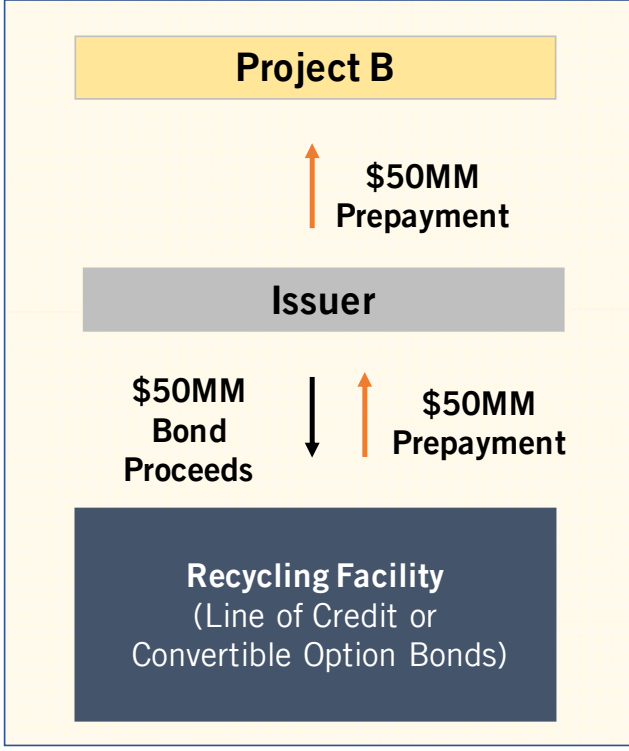 Project B
$50MM
Prepayment
Issuer
$50MM
Bond
Proceeds
$50MM
Prepayment
Recycling Facility
(Line of Credit or
Convertible Option Bonds)